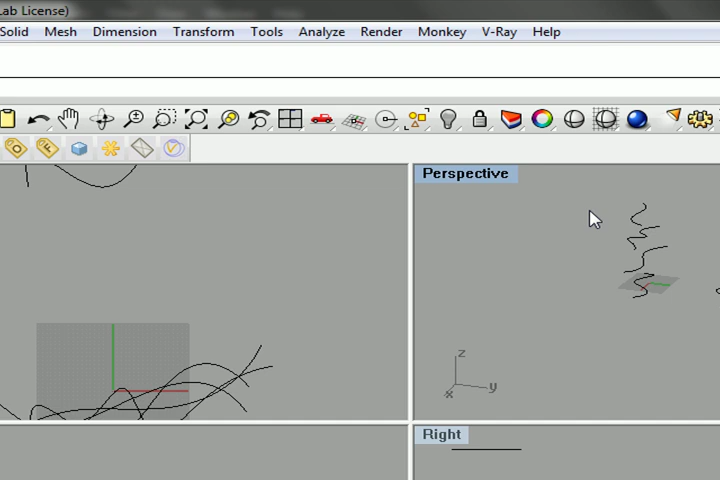 Lab License)
Solid Mesh Dimension Transform Tools Analyze Render Monkey V-Ray Help
O F
Perspective
z
x y
Right